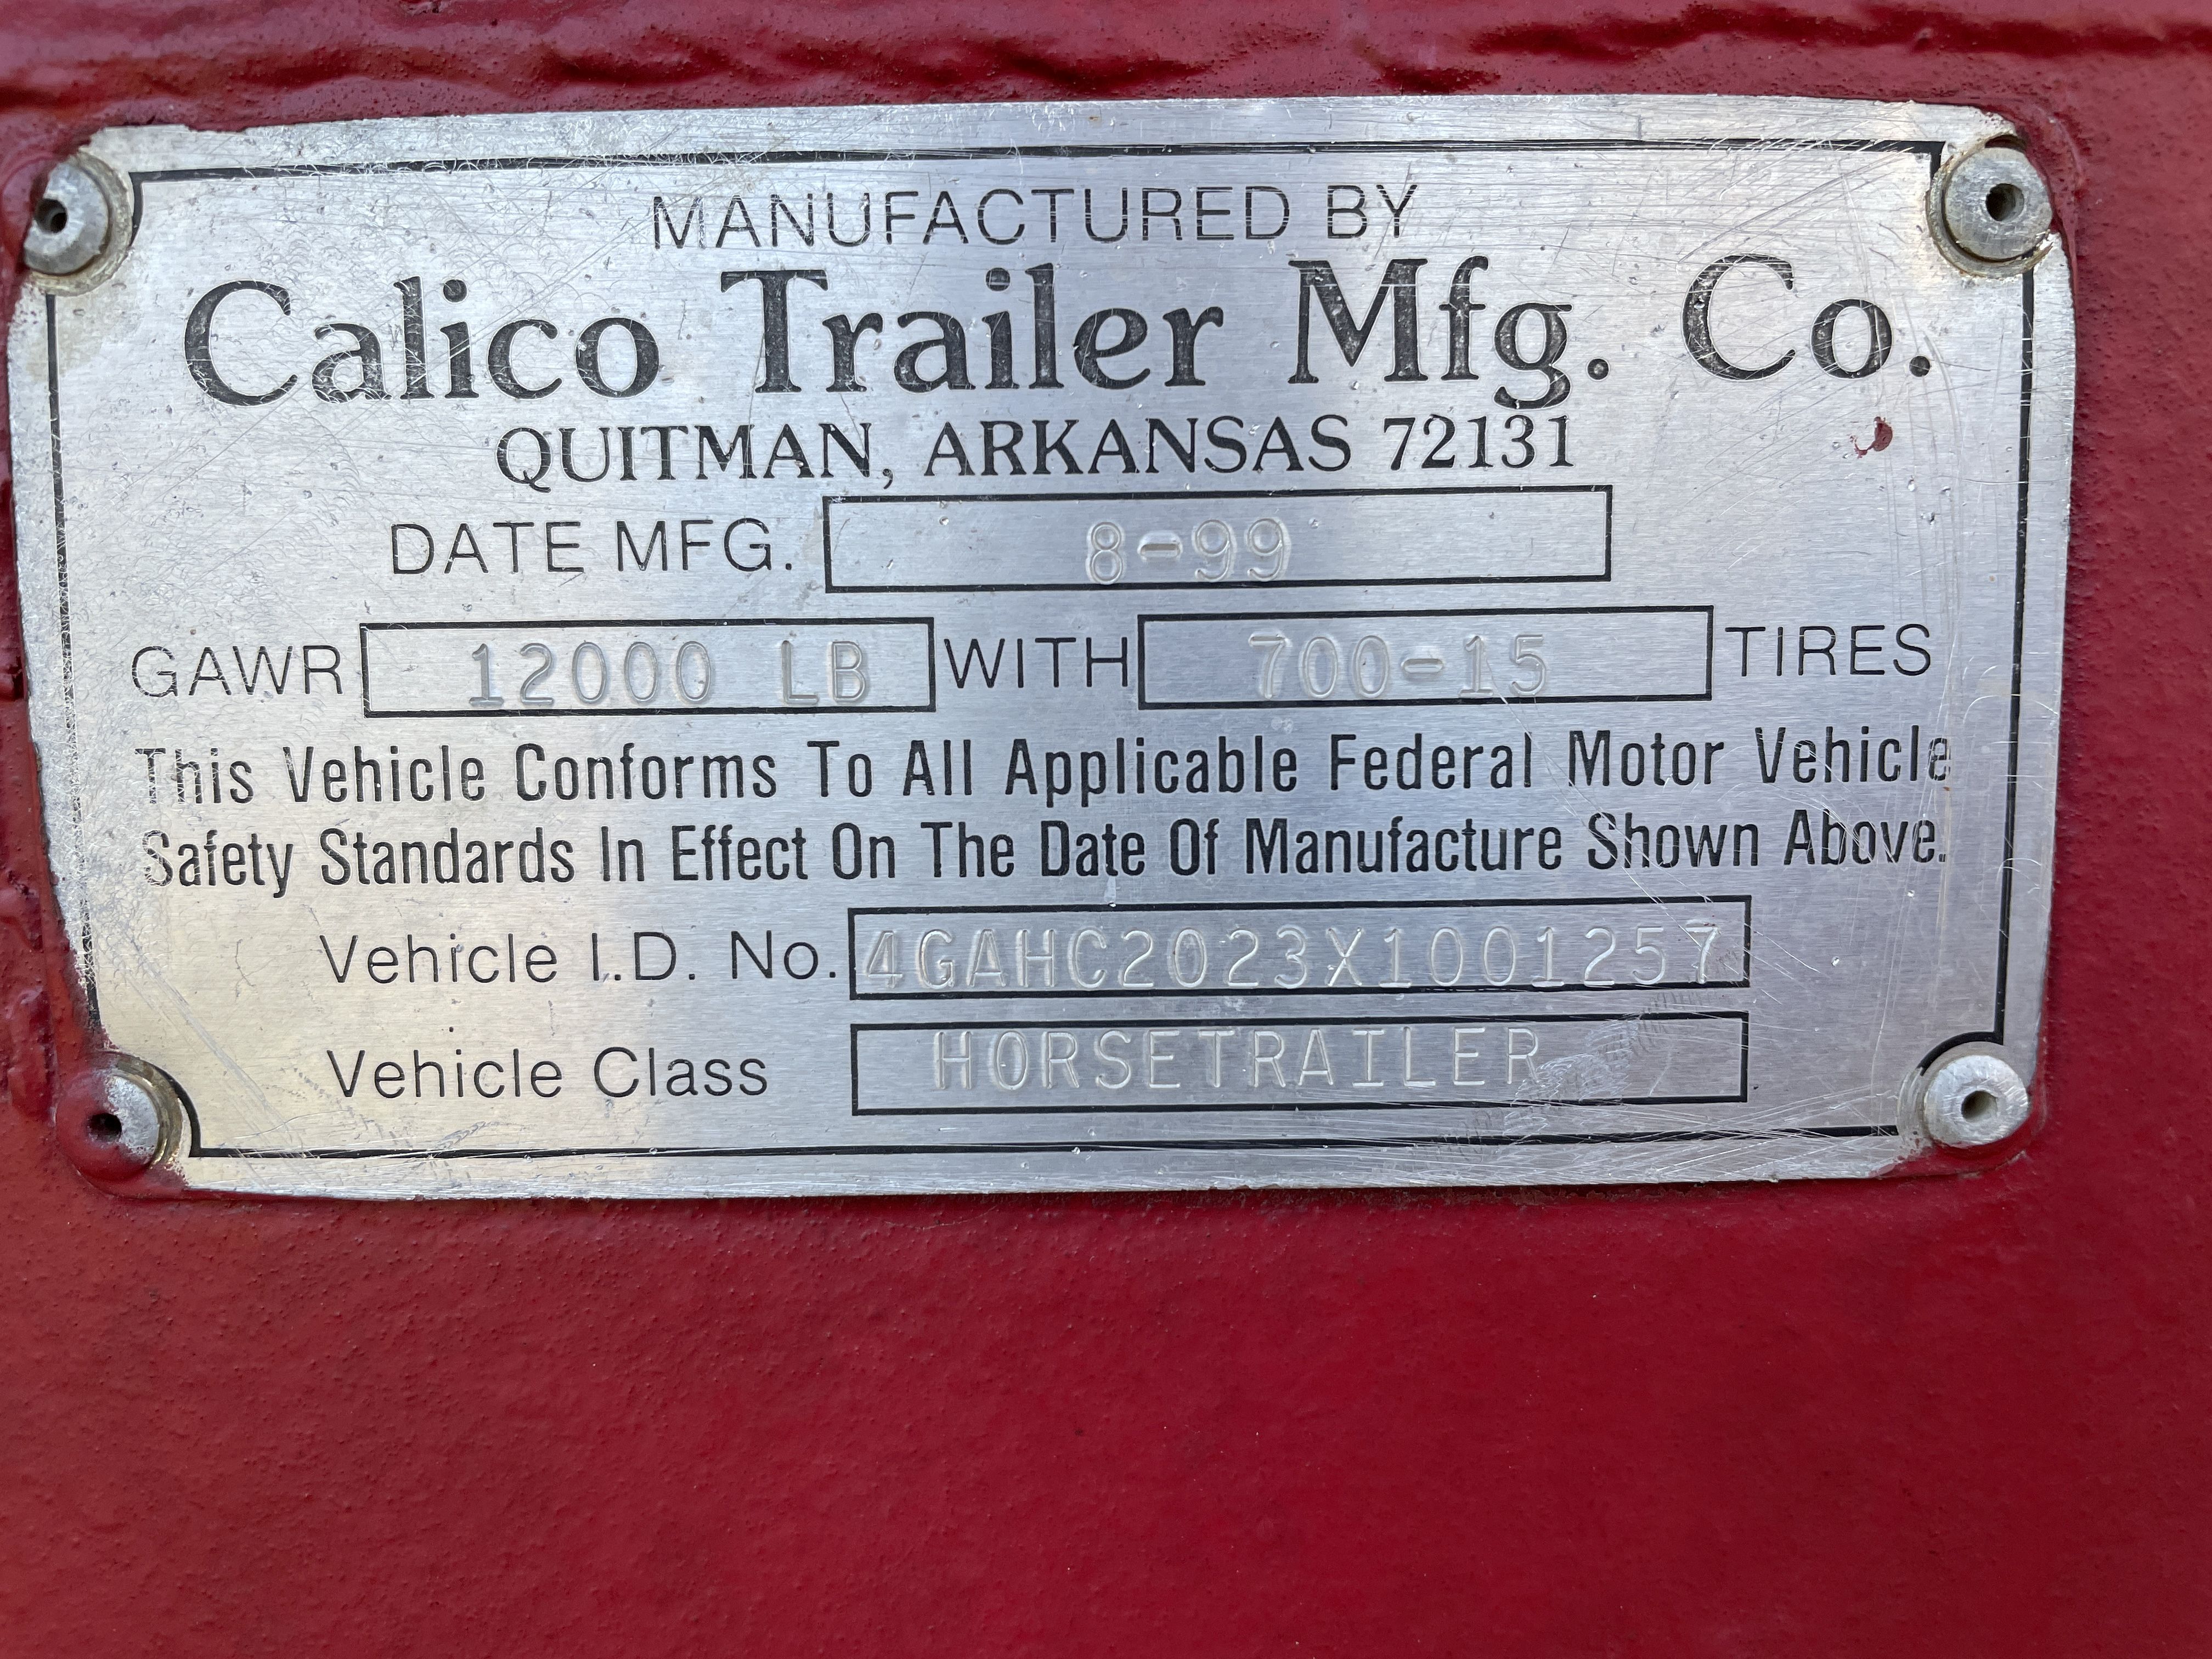 MANUFACTURED BY
Calico Trailer Mfg. Co.
QUITMAN, ARKANSAS 72131
DATE MFG. 8-99
GAWR 12000 LB WITH 700-15 TIRES
This Vehicle Conforms To All Applicable Federal Motor Vehicle
Safety Standards In Effect On The Date Of Manufacture Shown Above.
Vehicle I.D. No. 4GAHC2023X1001257
Vehicle Class HORSETRAILER